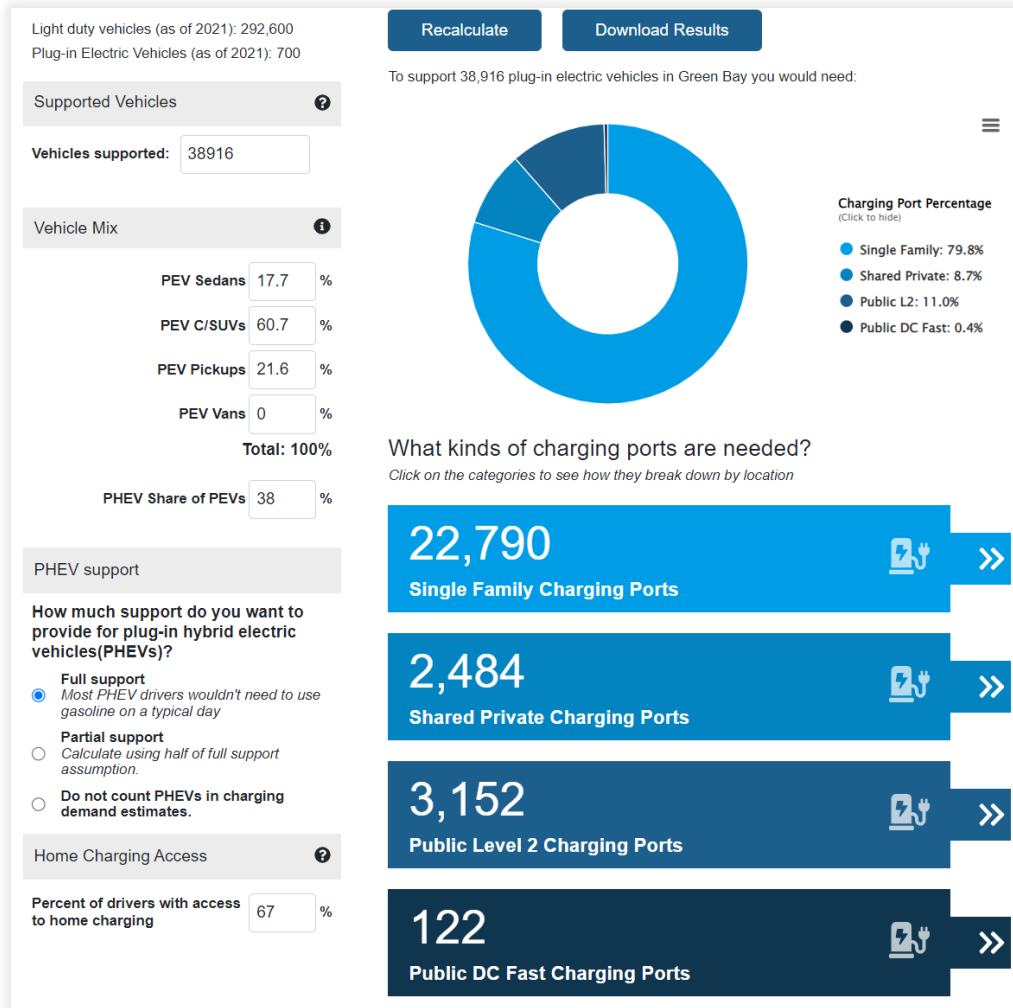 Light duty vehicles (as of 2021): 292,600
Plug-in Electric Vehicles (as of 2021): 700
Supported Vehicles
Vehicles supported: 38916
Vehicle Mix
PEV Sedans 17.7 %
PEV C/SUVs 60.7 %
PEV Pickups 21.6 %
PEV Vans 0 %
Total: 100%
PHEV Share of PEVs 38 %
PHEV support
How much support do you want to
provide for plug-in hybrid electric
vehicles(PHEVs)?
Full support
Most PHEV drivers wouldn't need to use
gasoline on a typical day
Partial support
Calculate using half of full support
assumption.
Do not count PHEVs in charging
demand estimates.
Home Charging Access
Percent of drivers with access
to home charging
67 %
Recalculate
Download Results
To support 38,916 plug-in electric vehicles in Green Bay you would need:
Charging Port Percentage
(Click to hide)
Single Family: 79.8%
Shared Private: 8.7%
Public L2: 11.0%
Public DC Fast: 0.4%
What kinds of charging ports are needed?
Click on the categories to see how they break down by location
22,790
Single Family Charging Ports
2,484
Shared Private Charging Ports
3,152
Public Level 2 Charging Ports
122
Public DC Fast Charging Ports